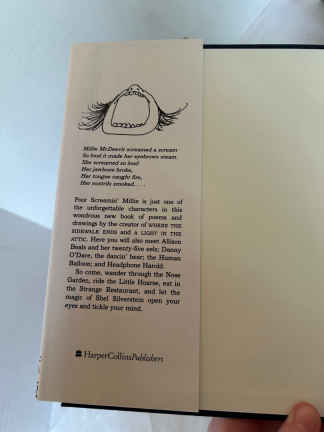 Millie McDeevit screamed a scream
So loud it made her eyebrows steam.
She screamed so loud
Her jawbone broke,
Her tongue caught fire,
Her nostrils smoked. . . .
Poor Screamin' Millie is just one of
the unforgettable characters in this
wondrous new book of poems and
drawings by the creator of WHERE THE
SIDEWALK ENDS and A LIGHT IN THE
ATTIC. Here you will also meet Allison
Beals and her twenty-five eels; Danny
O'Dare, the dancin' bear; the Human
Balloon; and Headphone Harold.
So come, wander through the Nose
Garden, ride the Little Hoarse, eat in
the Strange Restaurant, and let the
magic of Shel Silverstein open your
eyes and tickle your mind.
HarperCollinsPublishers